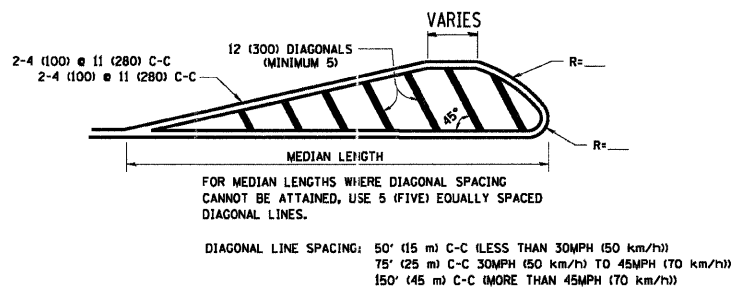 VARIES
2-4 (100) @ 11 (280) C-C
2-4 (100) @ 11 (280) C-C
12 (300) DIAGONALS
(MINIMUM 5)
R=___
45°
R=___
MEDIAN LENGTH
FOR MEDIAN LENGTHS WHERE DIAGONAL SPACING
CANNOT BE ATTAINED, USE 5 (FIVE) EQUALLY SPACED
DIAGONAL LINES.
DIAGONAL LINE SPACING: 50' (15 m) C-C (LESS THAN 30MPH (50 km/h))
75' (25 m) C-C 30MPH (50 km/h) TO 45MPH (70 km/h))
150' (45 m) C-C (MORE THAN 45MPH (70 km/h))